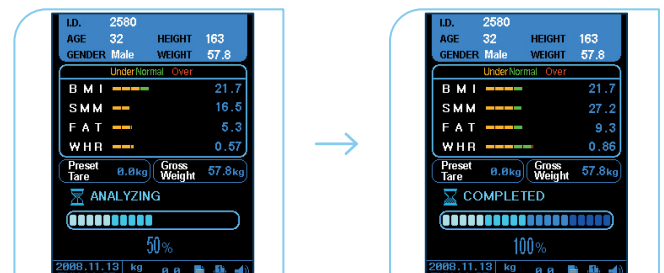 I.D. 2580
AGE 32 HEIGHT 163
GENDER Male WEIGHT 57.8
Under Normal Over
BMI 21.7
SMM 16.5
FAT 5.3
WHR 0.57
Preset Tare 0.0kg Gross Weight 57.8kg
ANALYZING
50%
2008.11.13 kg 0.0
I.D. 2580
AGE 32 HEIGHT 163
GENDER Male WEIGHT 57.8
Under Normal Over
BMI 21.7
SMM 27.2
FAT 9.3
WHR 0.86
Preset Tare 0.0kg Gross Weight 57.8kg
COMPLETED
100%
2008.11.13 kg 0.0